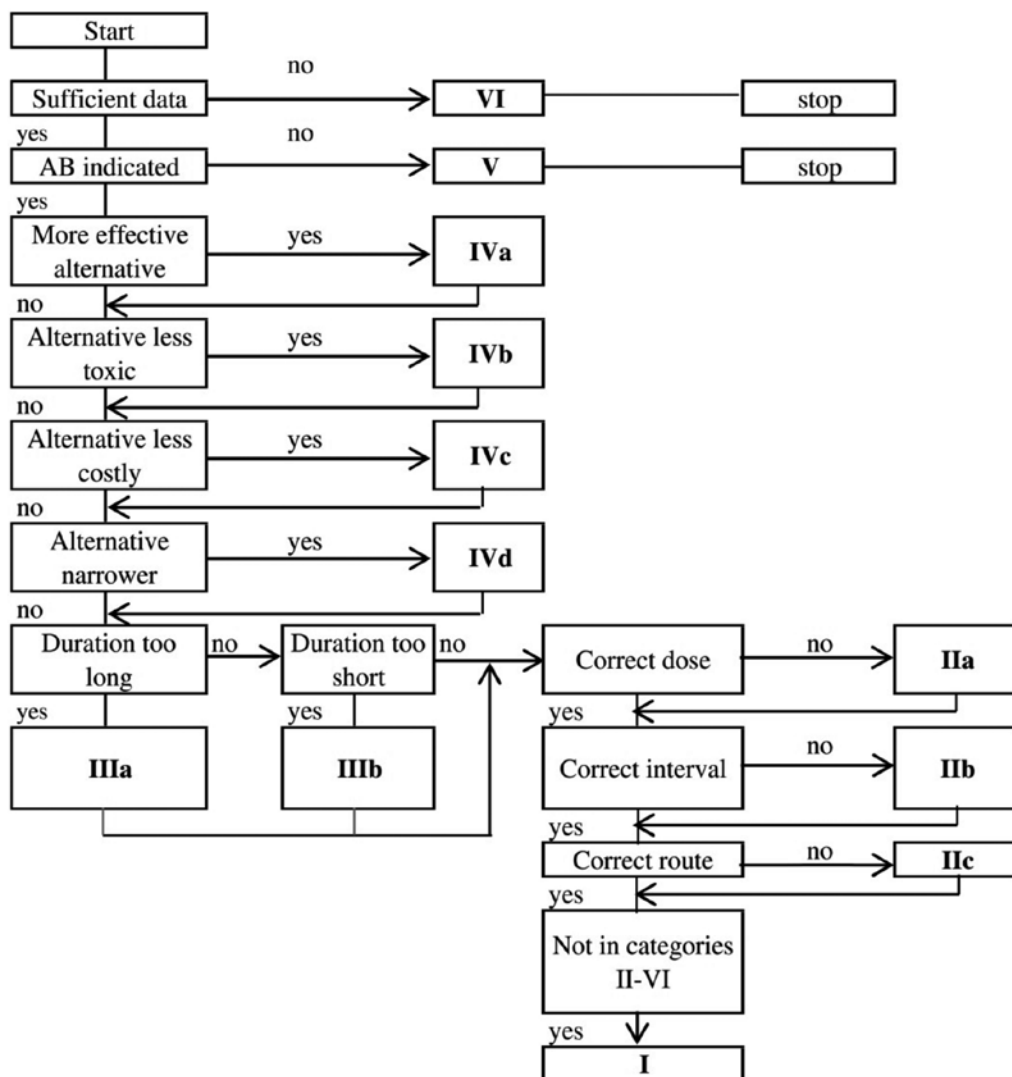 Start
no
Sufficient data
VI
stop
yes
no
AB indicated
V
stop
yes
More effective
alternative
yes
IVa
no
Alternative less
toxic
yes
IVb
no
Alternative less
costly
yes
IVc
no
Alternative
narrower
yes
IVd
no
Duration too
long
no
Duration too
short
no
Correct dose
no
IIa
yes
yes
yes
IIIa
IIIb
Correct interval
no
IIb
yes
Correct route
no
IIc
yes
Not in categories
II-VI
yes
I